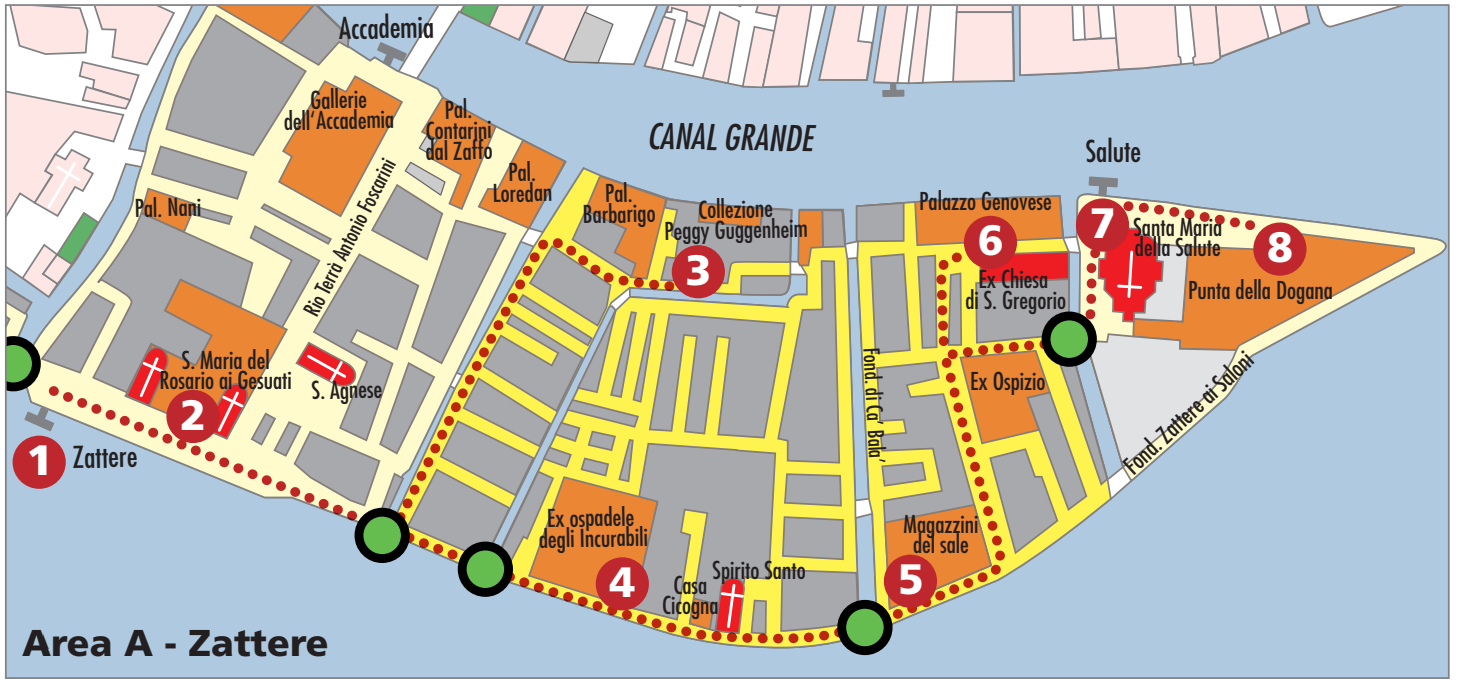 Accademia
Gallerie
dell'Accademia
Pal.
Contarini
dal Zaffo
CANAL GRANDE
Pal.
Loredan
Pal. Nani
Rio Terrà Antonio Foscarini
Pal.
Barbarigo
Collezione
Peggy Guggenheim
3
Palazzo Genovese
6
Ex Chiesa
di S. Gregorio
Salute
7
Santa Maria
della Salute
8
Punta della Dogana
S. Maria del
Rosario ai Gesuati
2
S. Agnese
1
Zattere
Fond. di Ca' Bala'
Ex Ospizio
Fond. Zattere ai Saloni
Ex ospadele
degli Incurabili
4
Casa
Cicogna
Spirito Santo
Magazzini
del sale
5
Area A - Zattere